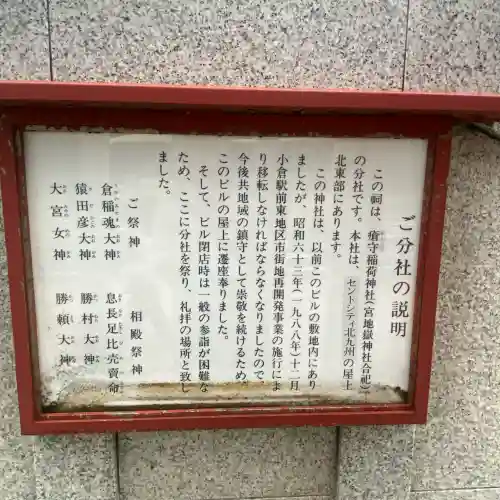 ご分社の説明
この祠は、瘡守稲荷神社(宮地嶽神社合祀)
の分社です。本社は、セントシティ北九州の屋上
北東部にあります。
この神社は、以前このビルの敷地内にあり
ましたが、昭和六十三年(一九八八年)十二月
小倉駅前東地区市街地再開発事業の施行によ
り移転しなければならなくなりましたので、
今後共地域の鎮守として崇敬を続けるため、
このビルの屋上に遷座奉りました。
そして、ビル閉店時は一般の参詣が困難な
ため、ここに分社を祭り、礼拝の場所と致し
ました。
ご祭神 相殿祭神
倉稲魂大神 息長足比売命
猿田彦大神 勝村大神
大宮女神 勝頼大神